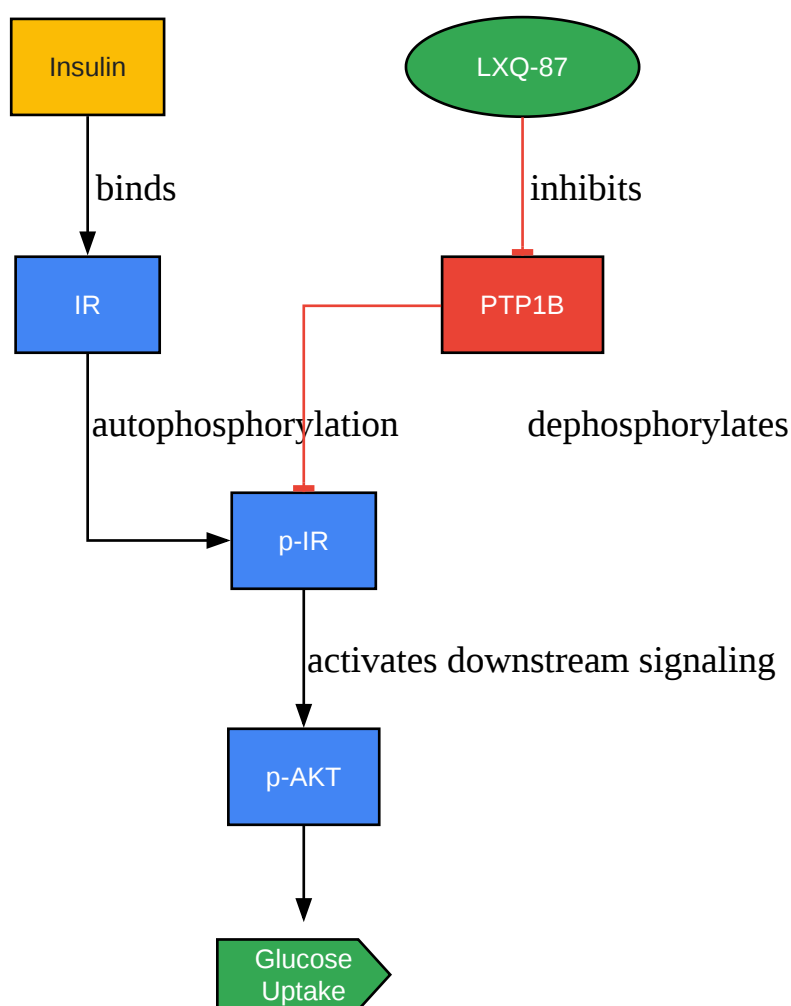 Insulin
LXQ-87
binds
inhibits
IR
PTP1B
autophosphorylation
dephosphorylates
p-IR
activates downstream signaling
p-AKT
Glucose
Uptake